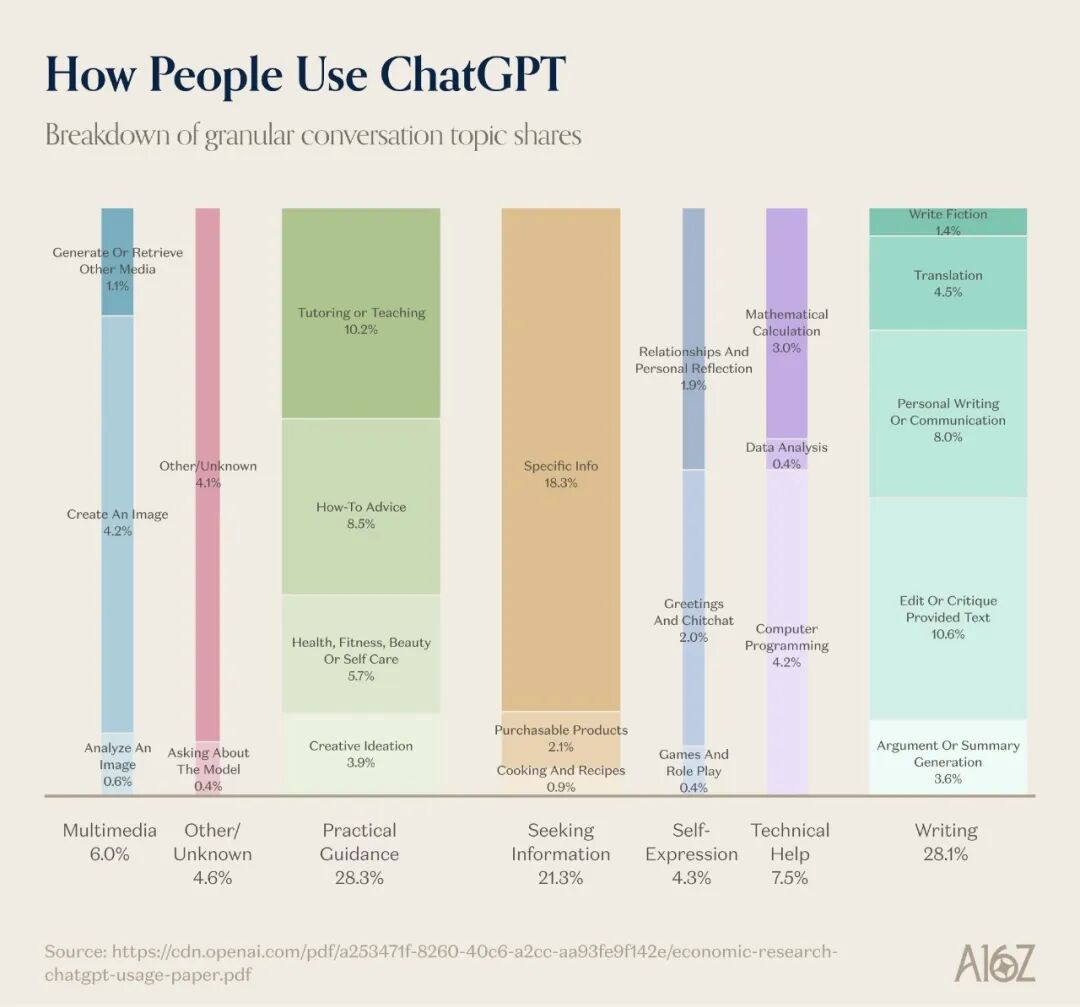 How People Use ChatGPT
Breakdown of granular conversation topic shares
Generate Or Retrieve
Other Media
1.1%
Create An Image
4.2%
Analyze An
Image
0.6%
Other/Unknown
4.1%
Asking About
The Model
0.4%
Tutoring or Teaching
10.2%
How-To Advice
8.5%
Health, Fitness, Beauty
Or Self Care
5.7%
Creative Ideation
3.9%
Specific Info
18.3%
Purchasable Products
2.1%
Cooking And Recipes
0.9%
Relationships And
Personal Reflection
1.9%
Greetings
And Chitchat
2.0%
Games And
Role Play
0.4%
Mathematical
Calculation
3.0%
Data Analysis
0.4%
Computer
Programming
4.2%
Write Fiction
1.4%
Translation
4.5%
Personal Writing
Or Communication
8.0%
Edit Or Critique
Provided Text
10.6%
Argument Or Summary
Generation
3.6%
Multimedia
6.0%
Other/
Unknown
4.6%
Practical
Guidance
28.3%
Seeking
Information
21.3%
Self-
Expression
4.3%
Technical
Help
7.5%
Writing
28.1%
Source: https://cdn.openai.com/pdf/a253471f-8260-40c6-a2cc-aa93fe9f142e/economic-research-
chatgpt-usage-paper.pdf
A16Z